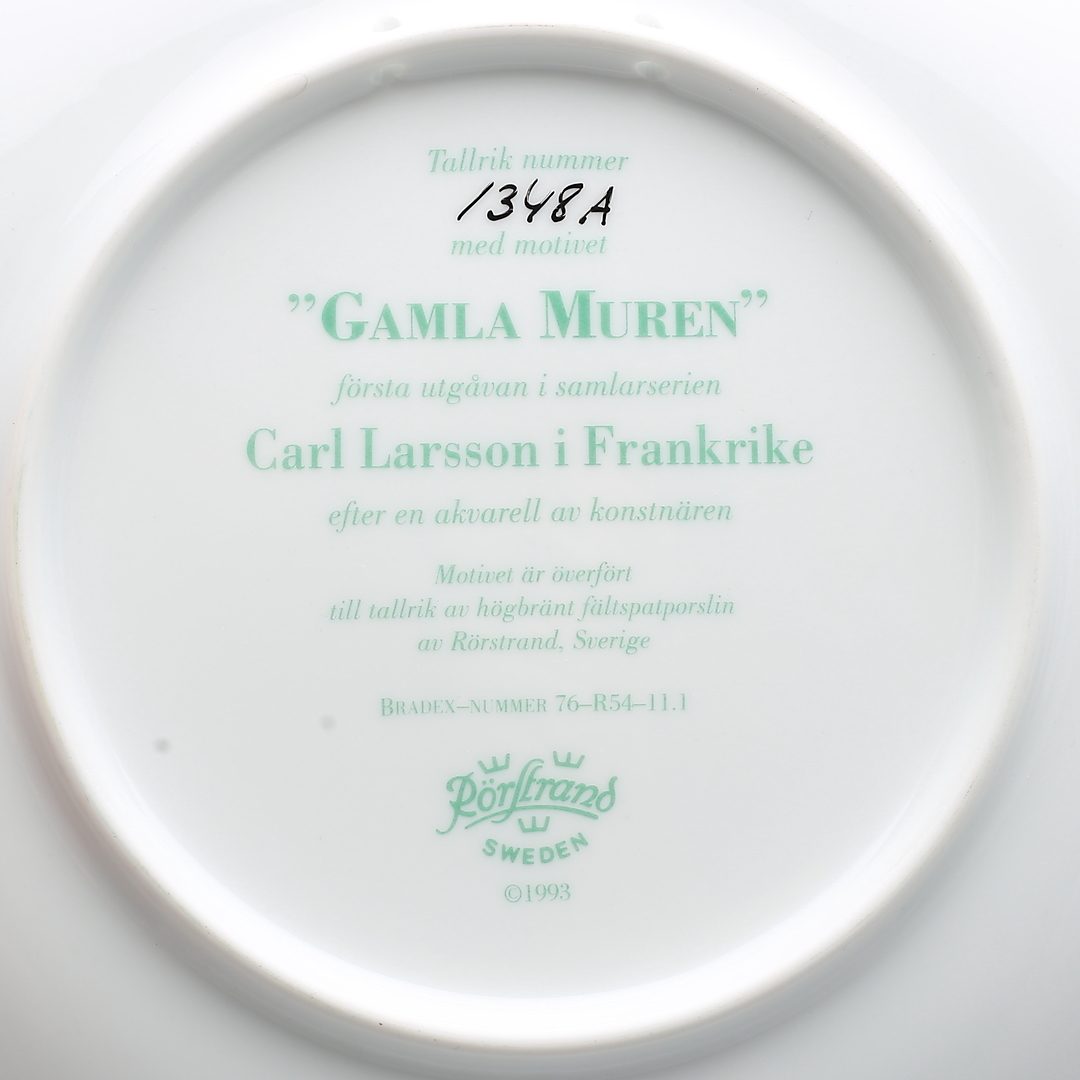 Tallrik nummer
1348A
med motivet
”GAMLA MUREN”
första utgåvan i samlarserien
Carl Larsson i Frankrike
efter en akvarell av konstnären
Motivet är överfört
till tallrik av högbränt fältspatporslin
av Rörstrand, Sverige
BRADEX–NUMMER 76–R54–11.1
Rörstrand
SWEDEN
©1993